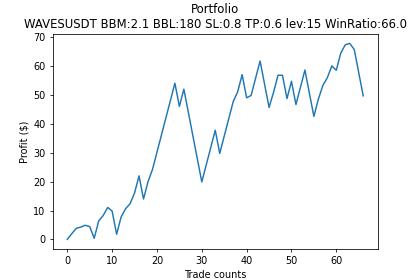 Portfolio
WAVESUSDT BBM:2.1 BBL:180 SL:0.8 TP:0.6 lev:15 WinRatio:66.0
70
60
50
40
30
20
10
0
Profit ($)
0 10 20 30 40 50 60
Trade counts